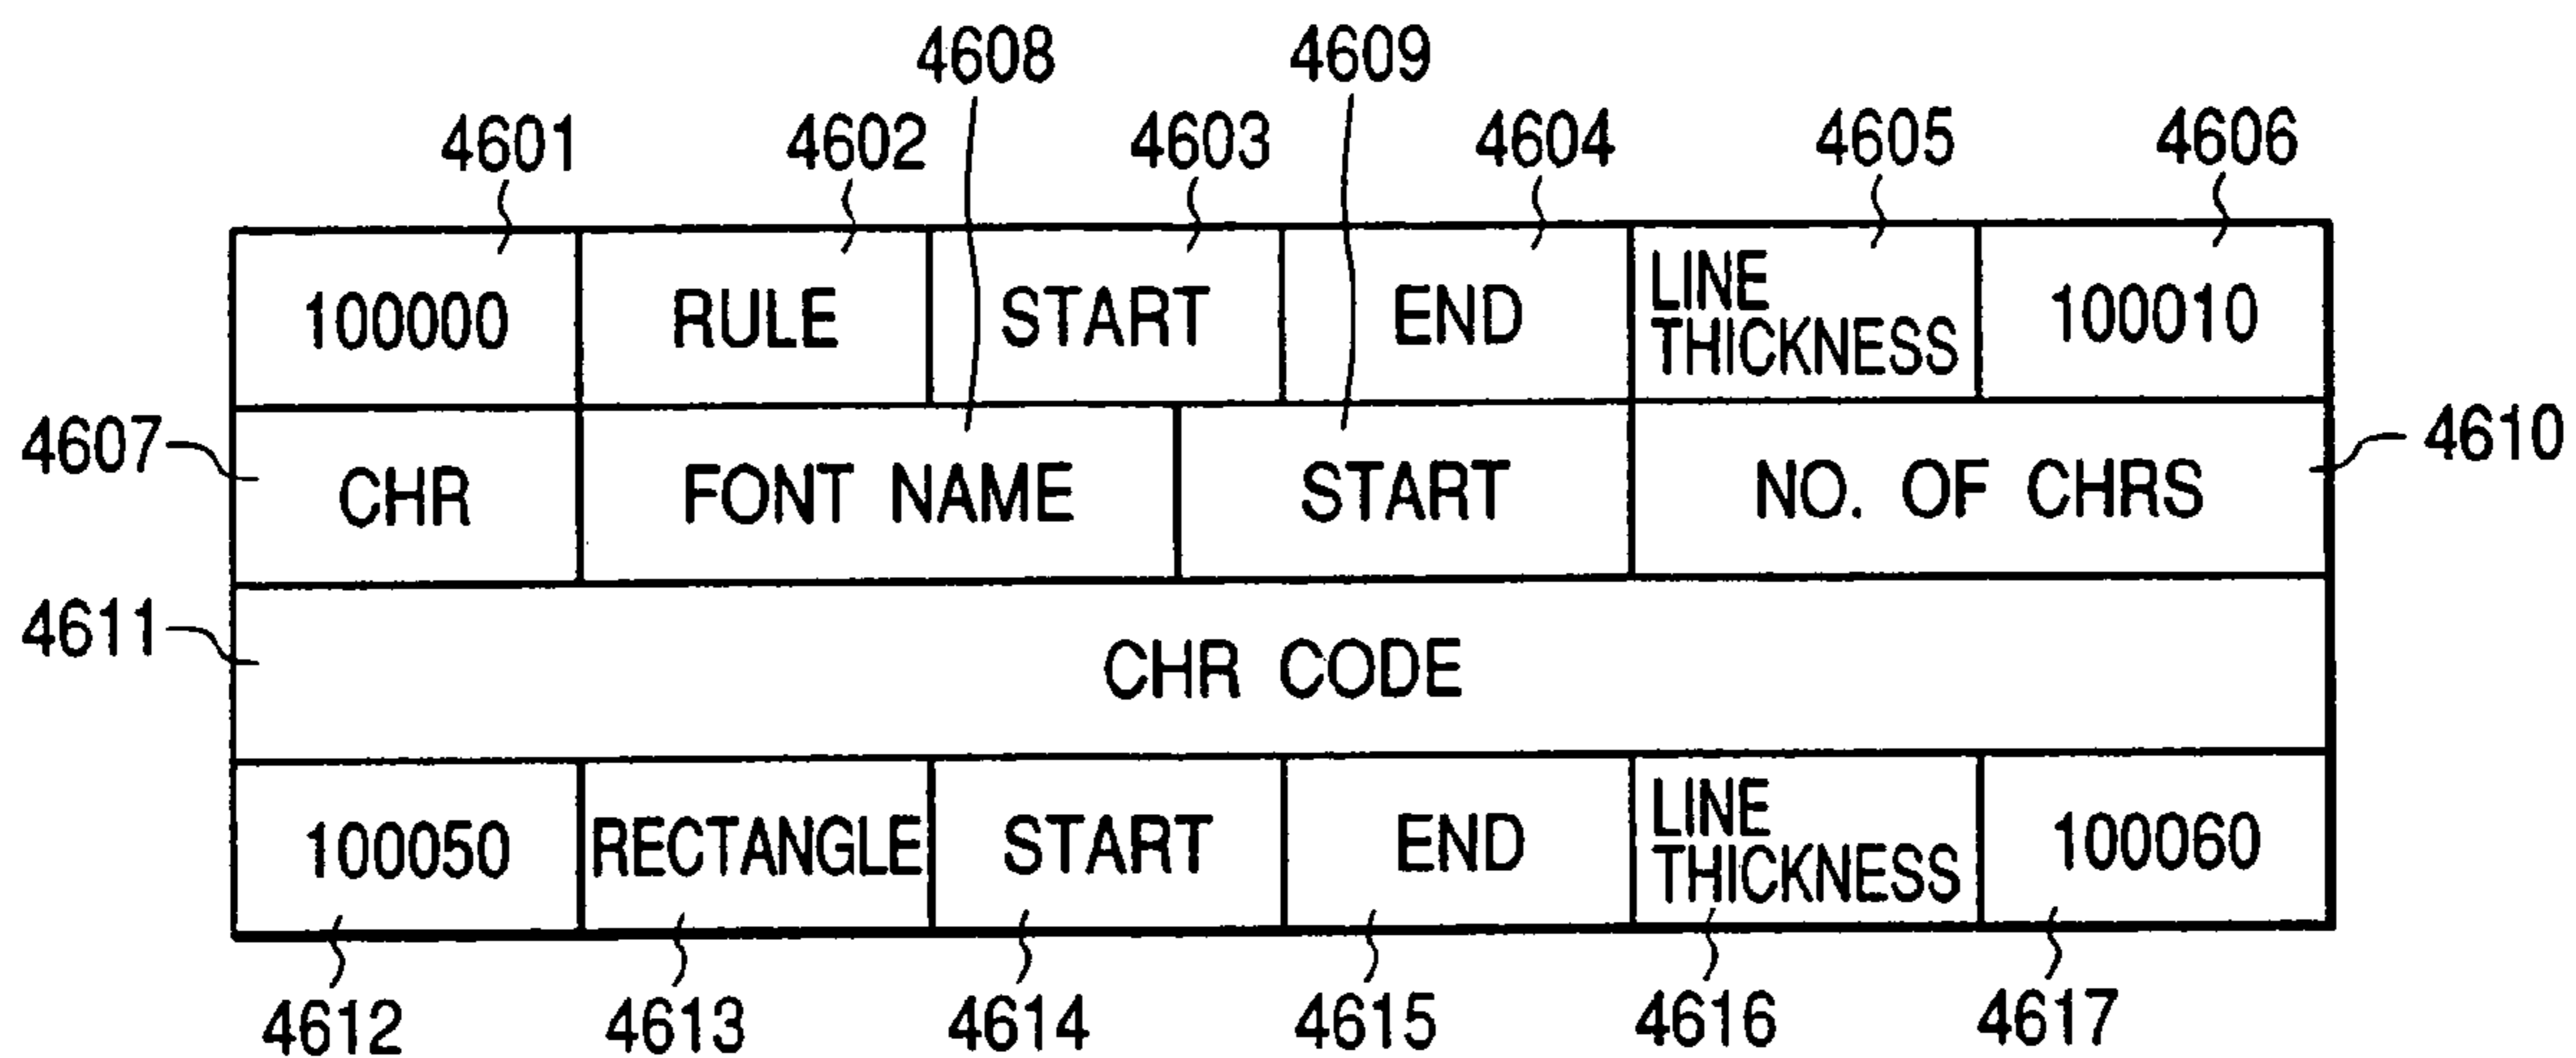 4608 4609
4601 4602 4603 4604 4605 4606
100000 RULE START END LINE THICKNESS 100010
4607 CHR FONT NAME START NO. OF CHRS 4610
4611 CHR CODE
100050 RECTANGLE START END LINE THICKNESS 100060
4612 4613 4614 4615 4616 4617